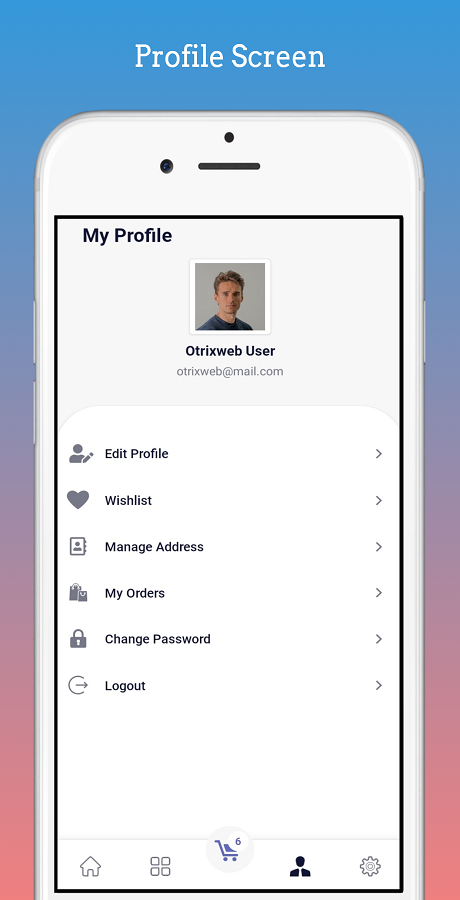 Profile Screen
My Profile
Otrixweb User
otrixweb@mail.com
Edit Profile
Wishlist
Manage Address
My Orders
Change Password
Logout
6